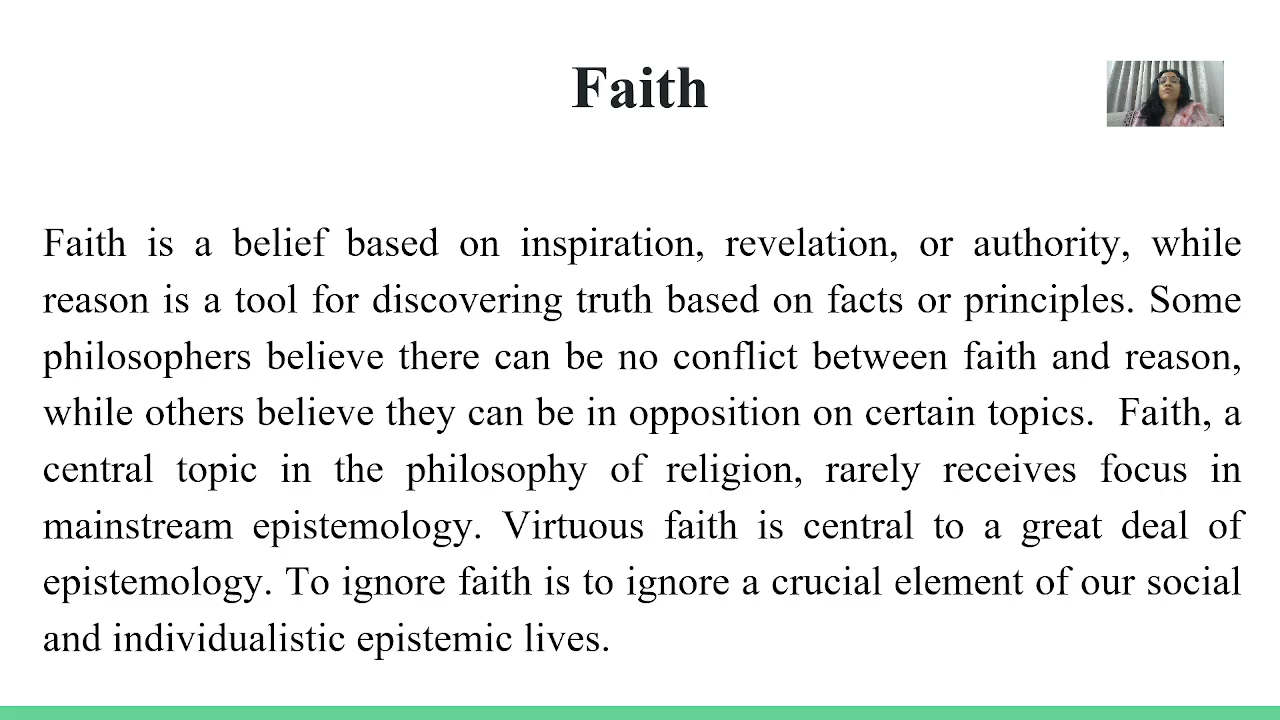 Faith
Faith is a belief based on inspiration, revelation, or authority, while
reason is a tool for discovering truth based on facts or principles. Some
philosophers believe there can be no conflict between faith and reason,
while others believe they can be in opposition on certain topics.  Faith, a
central topic in the philosophy of religion, rarely receives focus in
mainstream epistemology. Virtuous faith is central to a great deal of
epistemology. To ignore faith is to ignore a crucial element of our social
and individualistic epistemic lives.